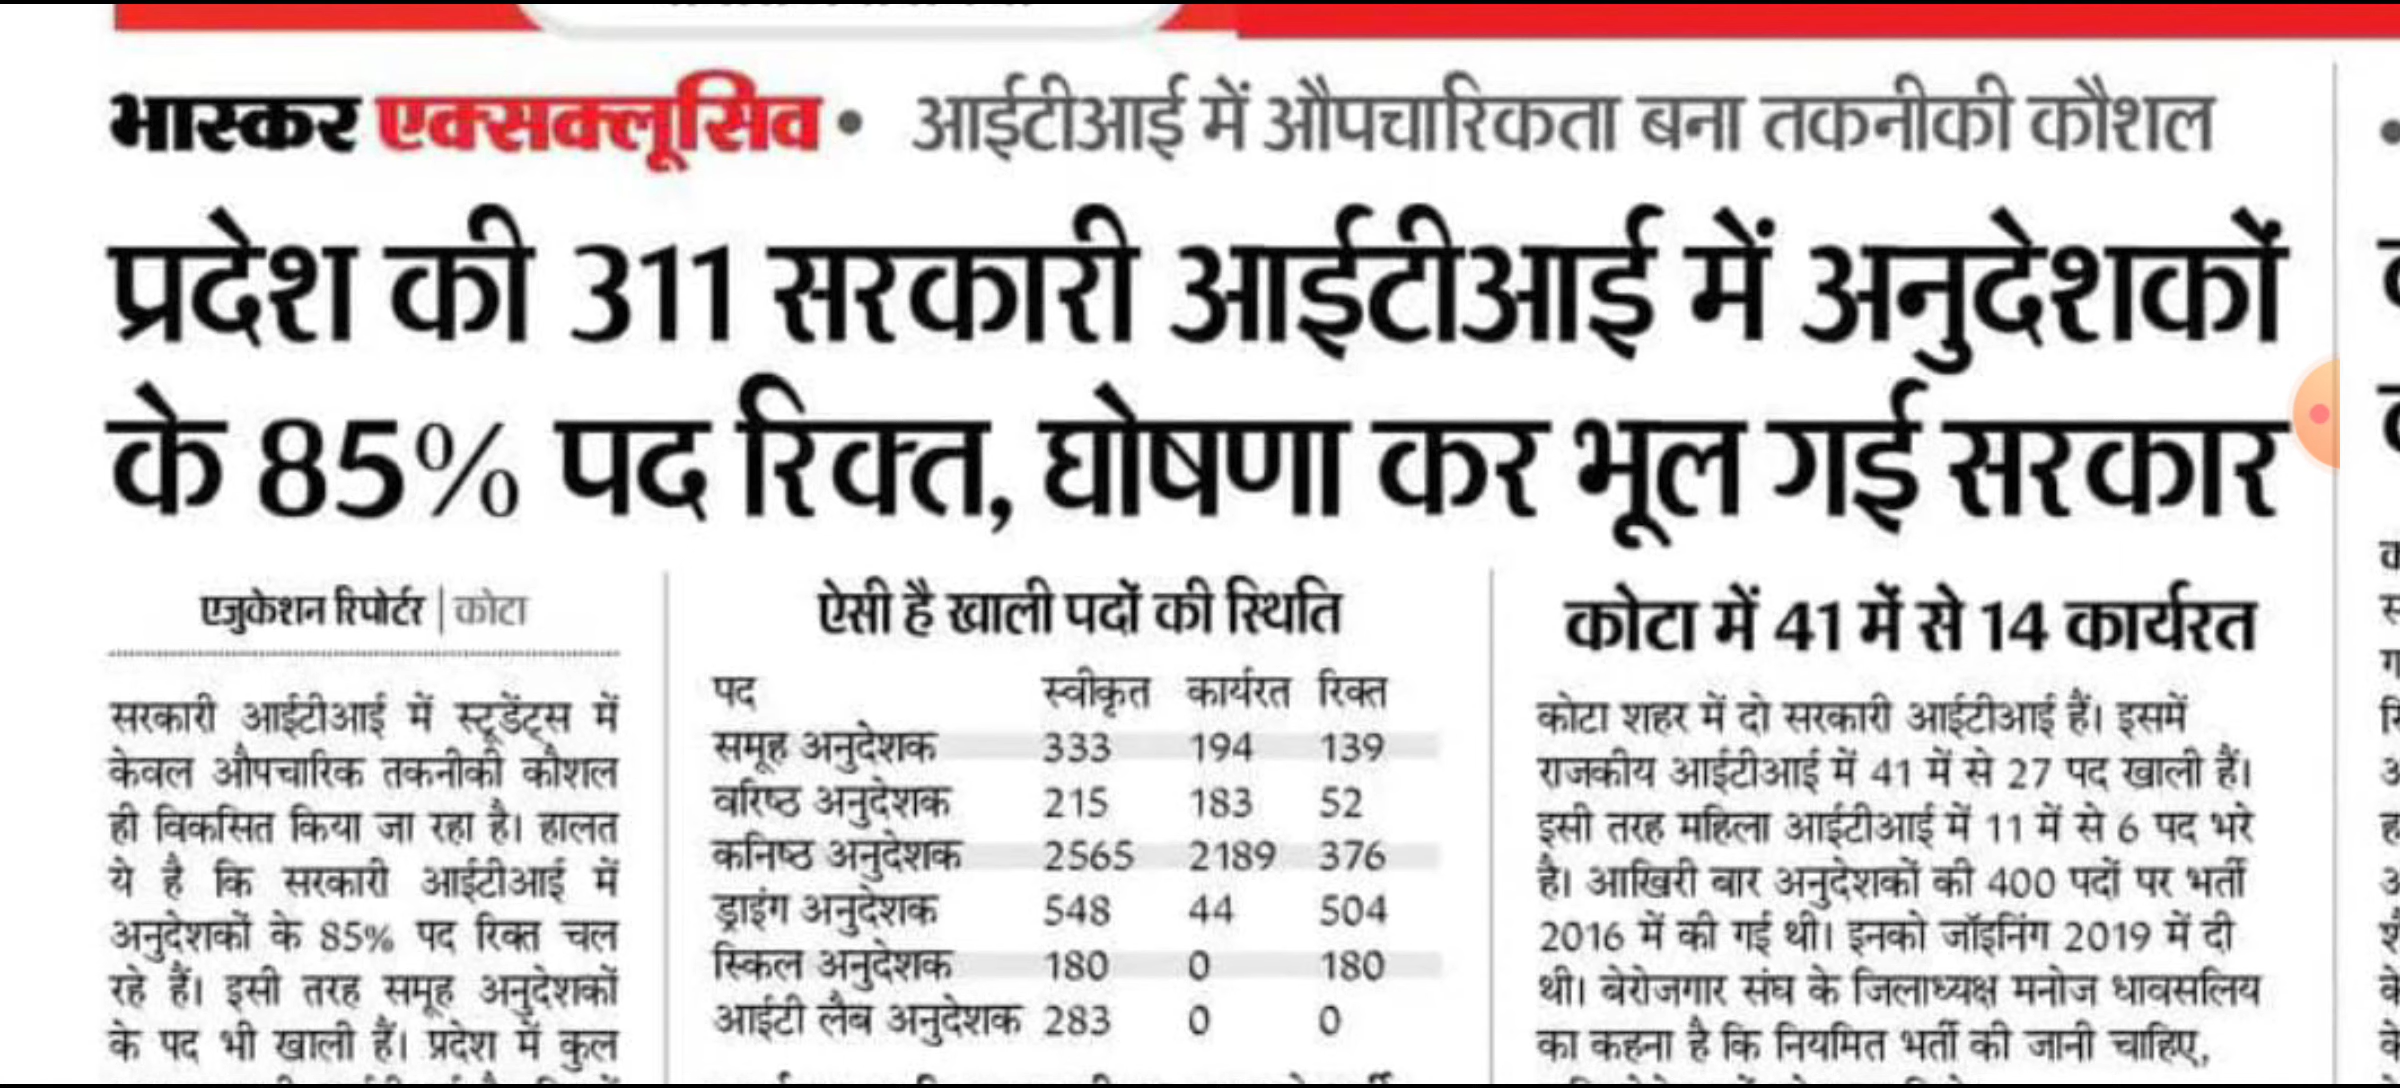 भास्कर एक्सक्लूसिव • आईटीआई में औपचारिकता बना तकनीकी कौशल
प्रदेश की 311 सरकारी आईटीआई में अनुदेशकों
के 85% पद रिक्त, घोषणा कर भूल गई सरकार
एजुकेशन रिपोर्टर | कोटा
सरकारी आईटीआई में स्टूडेंट्स में
केवल औपचारिक तकनीकी कौशल
ही विकसित किया जा रहा है। हालत
ये है कि सरकारी आईटीआई में
अनुदेशकों के 85% पद रिक्त चल
रहे हैं। इसी तरह समूह अनुदेशकों
के पद भी खाली हैं। प्रदेश में कुल
ऐसी है खाली पदों की स्थिति
पद स्वीकृत कार्यरत रिक्त
समूह अनुदेशक 333 194 139
वरिष्ठ अनुदेशक 215 183 52
कनिष्ठ अनुदेशक 2565 2189 376
ड्राइंग अनुदेशक 548 44 504
स्किल अनुदेशक 180 0 180
आईटी लैब अनुदेशक 283 0 0
कोटा में 41 में से 14 कार्यरत
कोटा शहर में दो सरकारी आईटीआई हैं। इसमें
राजकीय आईटीआई में 41 में से 27 पद खाली हैं।
इसी तरह महिला आईटीआई में 11 में से 6 पद भरे
है। आखिरी बार अनुदेशकों की 400 पदों पर भर्ती
2016 में की गई थी। इनको जॉइनिंग 2019 में दी
थी। बेरोजगार संघ के जिलाध्यक्ष मनोज धावसलिय
का कहना है कि नियमित भर्ती की जानी चाहिए,